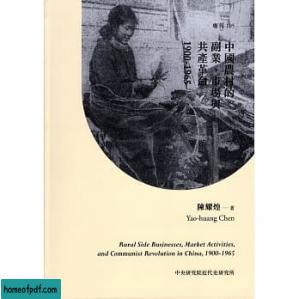 專刊 105
中國農村的
副業、市場與
共產革命
1900-1965
陳耀煌 著
Yao-huang Chen
Rural Side Businesses, Market Activities,
and Communist Revolution in China, 1900-1965
中央研究院近代史研究所
homeofpdf.com